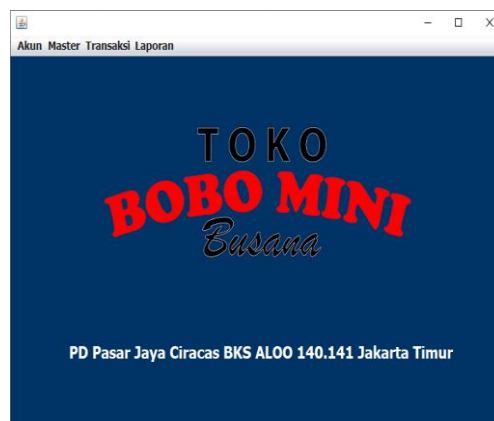 Akun Master Transaksi Laporan
TOKO
BOBO MINI
Busana
PD Pasar Jaya Ciracas BKS ALOO 140.141 Jakarta Timur